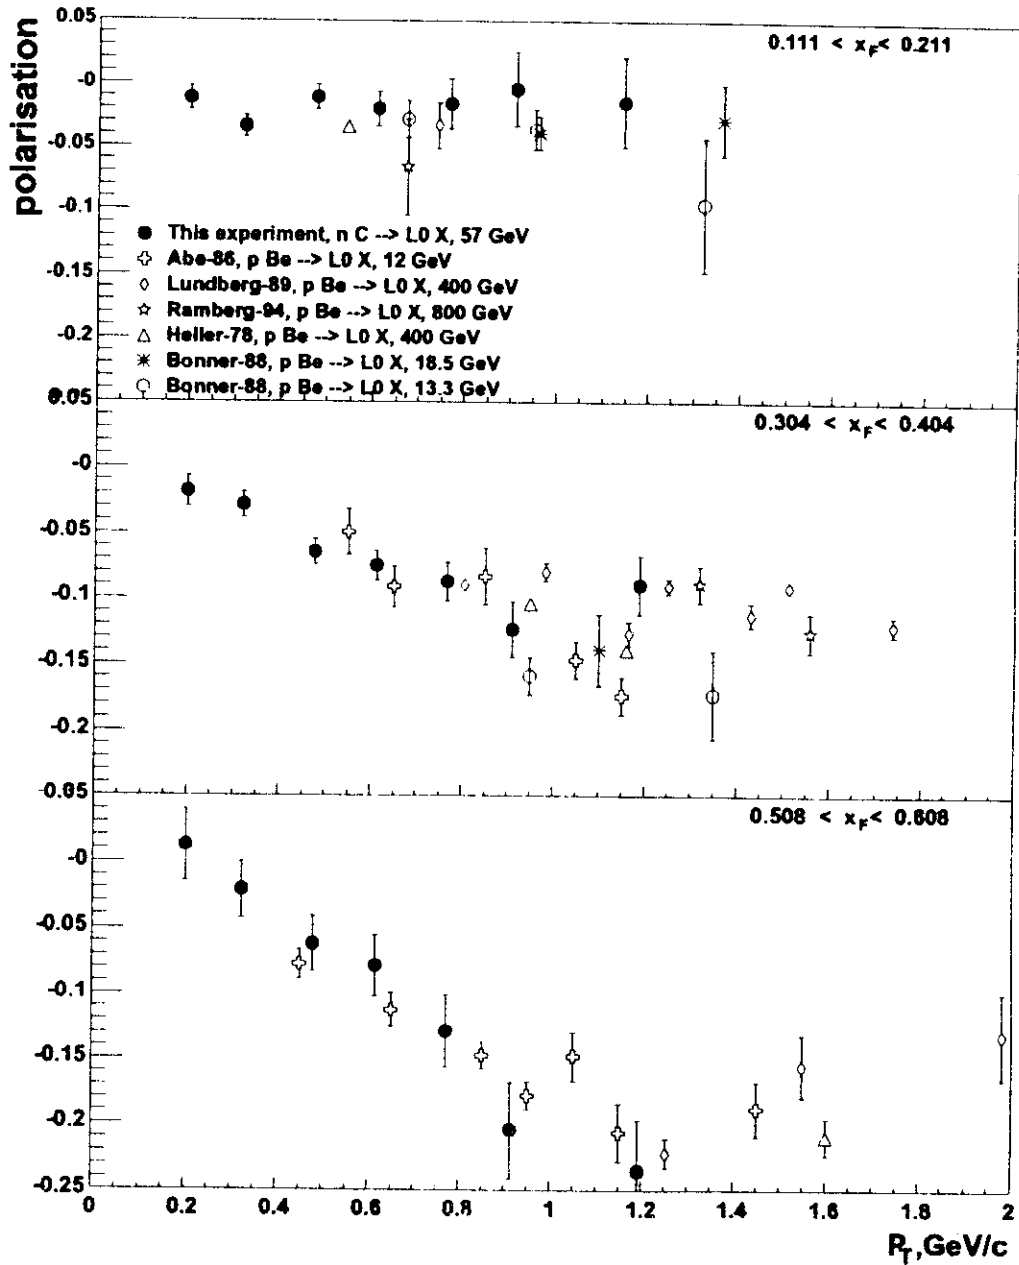 polarisation
0.05
-0
-0.05
-0.1
-0.15
-0.2
0.111 < xF < 0.211
This experiment, n C --> L0 X, 57 GeV
Abe-86, p Be --> L0 X, 12 GeV
Lundberg-89, p Be --> L0 X, 400 GeV
Ramberg-94, p Be --> L0 X, 800 GeV
Heller-78, p Be --> L0 X, 400 GeV
Bonner-88, p Be --> L0 X, 18.5 GeV
Bonner-88, p Be --> L0 X, 13.3 GeV
0.05
-0
-0.05
-0.1
-0.15
-0.2
0.304 < xF < 0.404
0.05
-0
-0.05
-0.1
-0.15
-0.2
-0.25
0.508 < xF < 0.608
0 0.2 0.4 0.6 0.8 1 1.2 1.4 1.6 1.8 2
PT,GeV/c